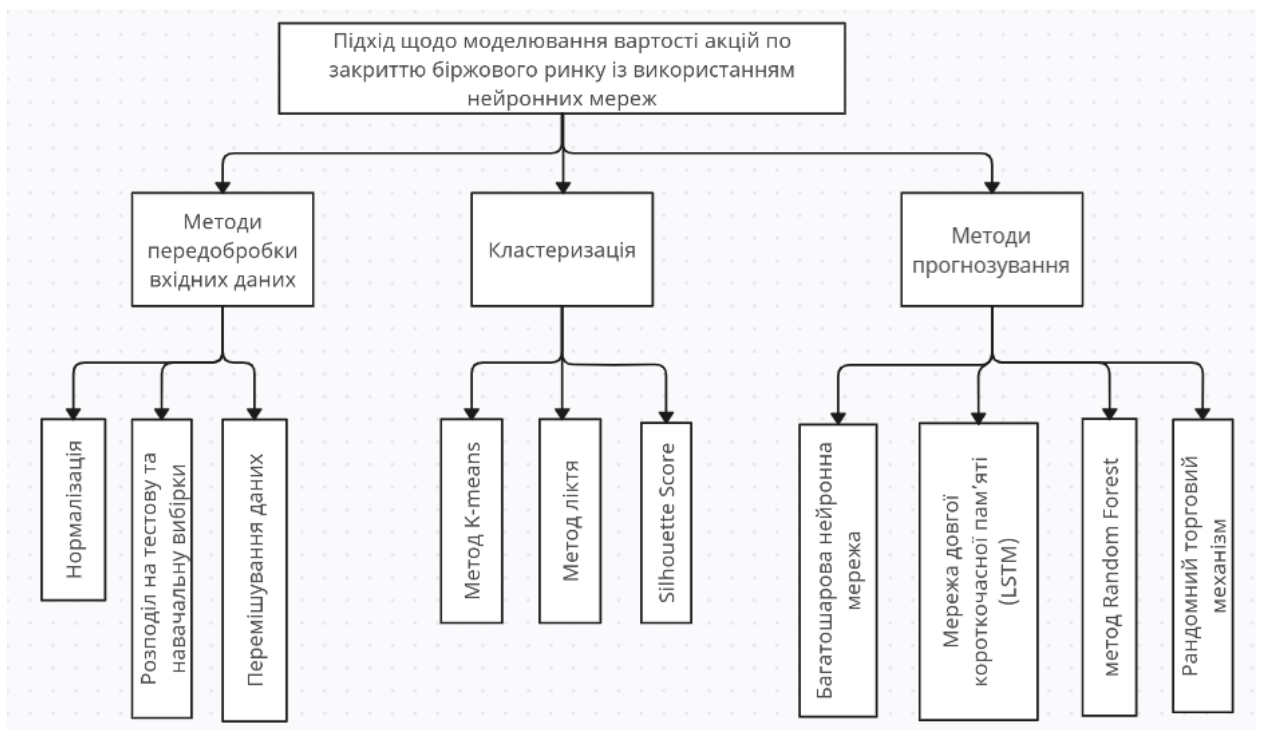 Підхід щодо моделювання вартості акцій по
закриттю біржового ринку із використанням
нейронних мереж
Методи
передобробки
вхідних даних
Кластеризація
Методи
прогнозування
Нормалізація
Розподіл на тестову та
навачальну вибірки
Перемішування даних
Метод K-means
Метод ліктя
Silhouette Score
Багатошарова нейронна
мережа
Мережа довгої
короткочасної пам’яті
(LSTM)
метод Random Forest
Рандомний торговий
механізм